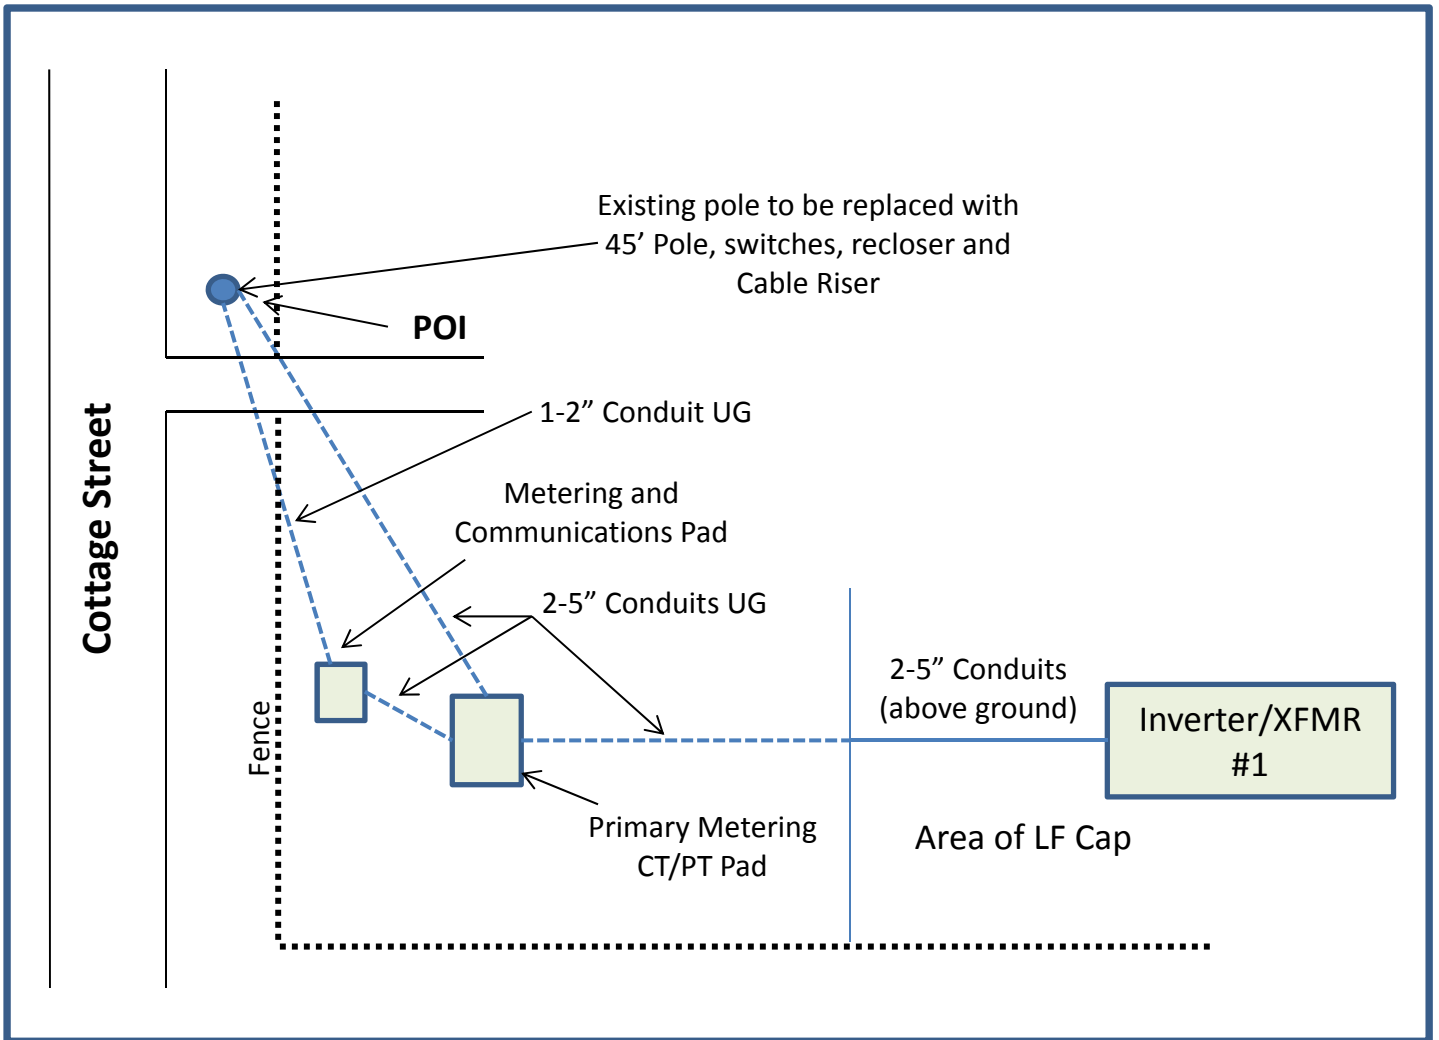 Existing pole to be replaced with
45’ Pole, switches, recloser and
Cable Riser
POI
1-2” Conduit UG
Metering and
Communications Pad
2-5” Conduits UG
Cottage Street
Fence
2-5” Conduits
(above ground)
Inverter/XFMR
#1
Primary Metering
CT/PT Pad
Area of LF Cap